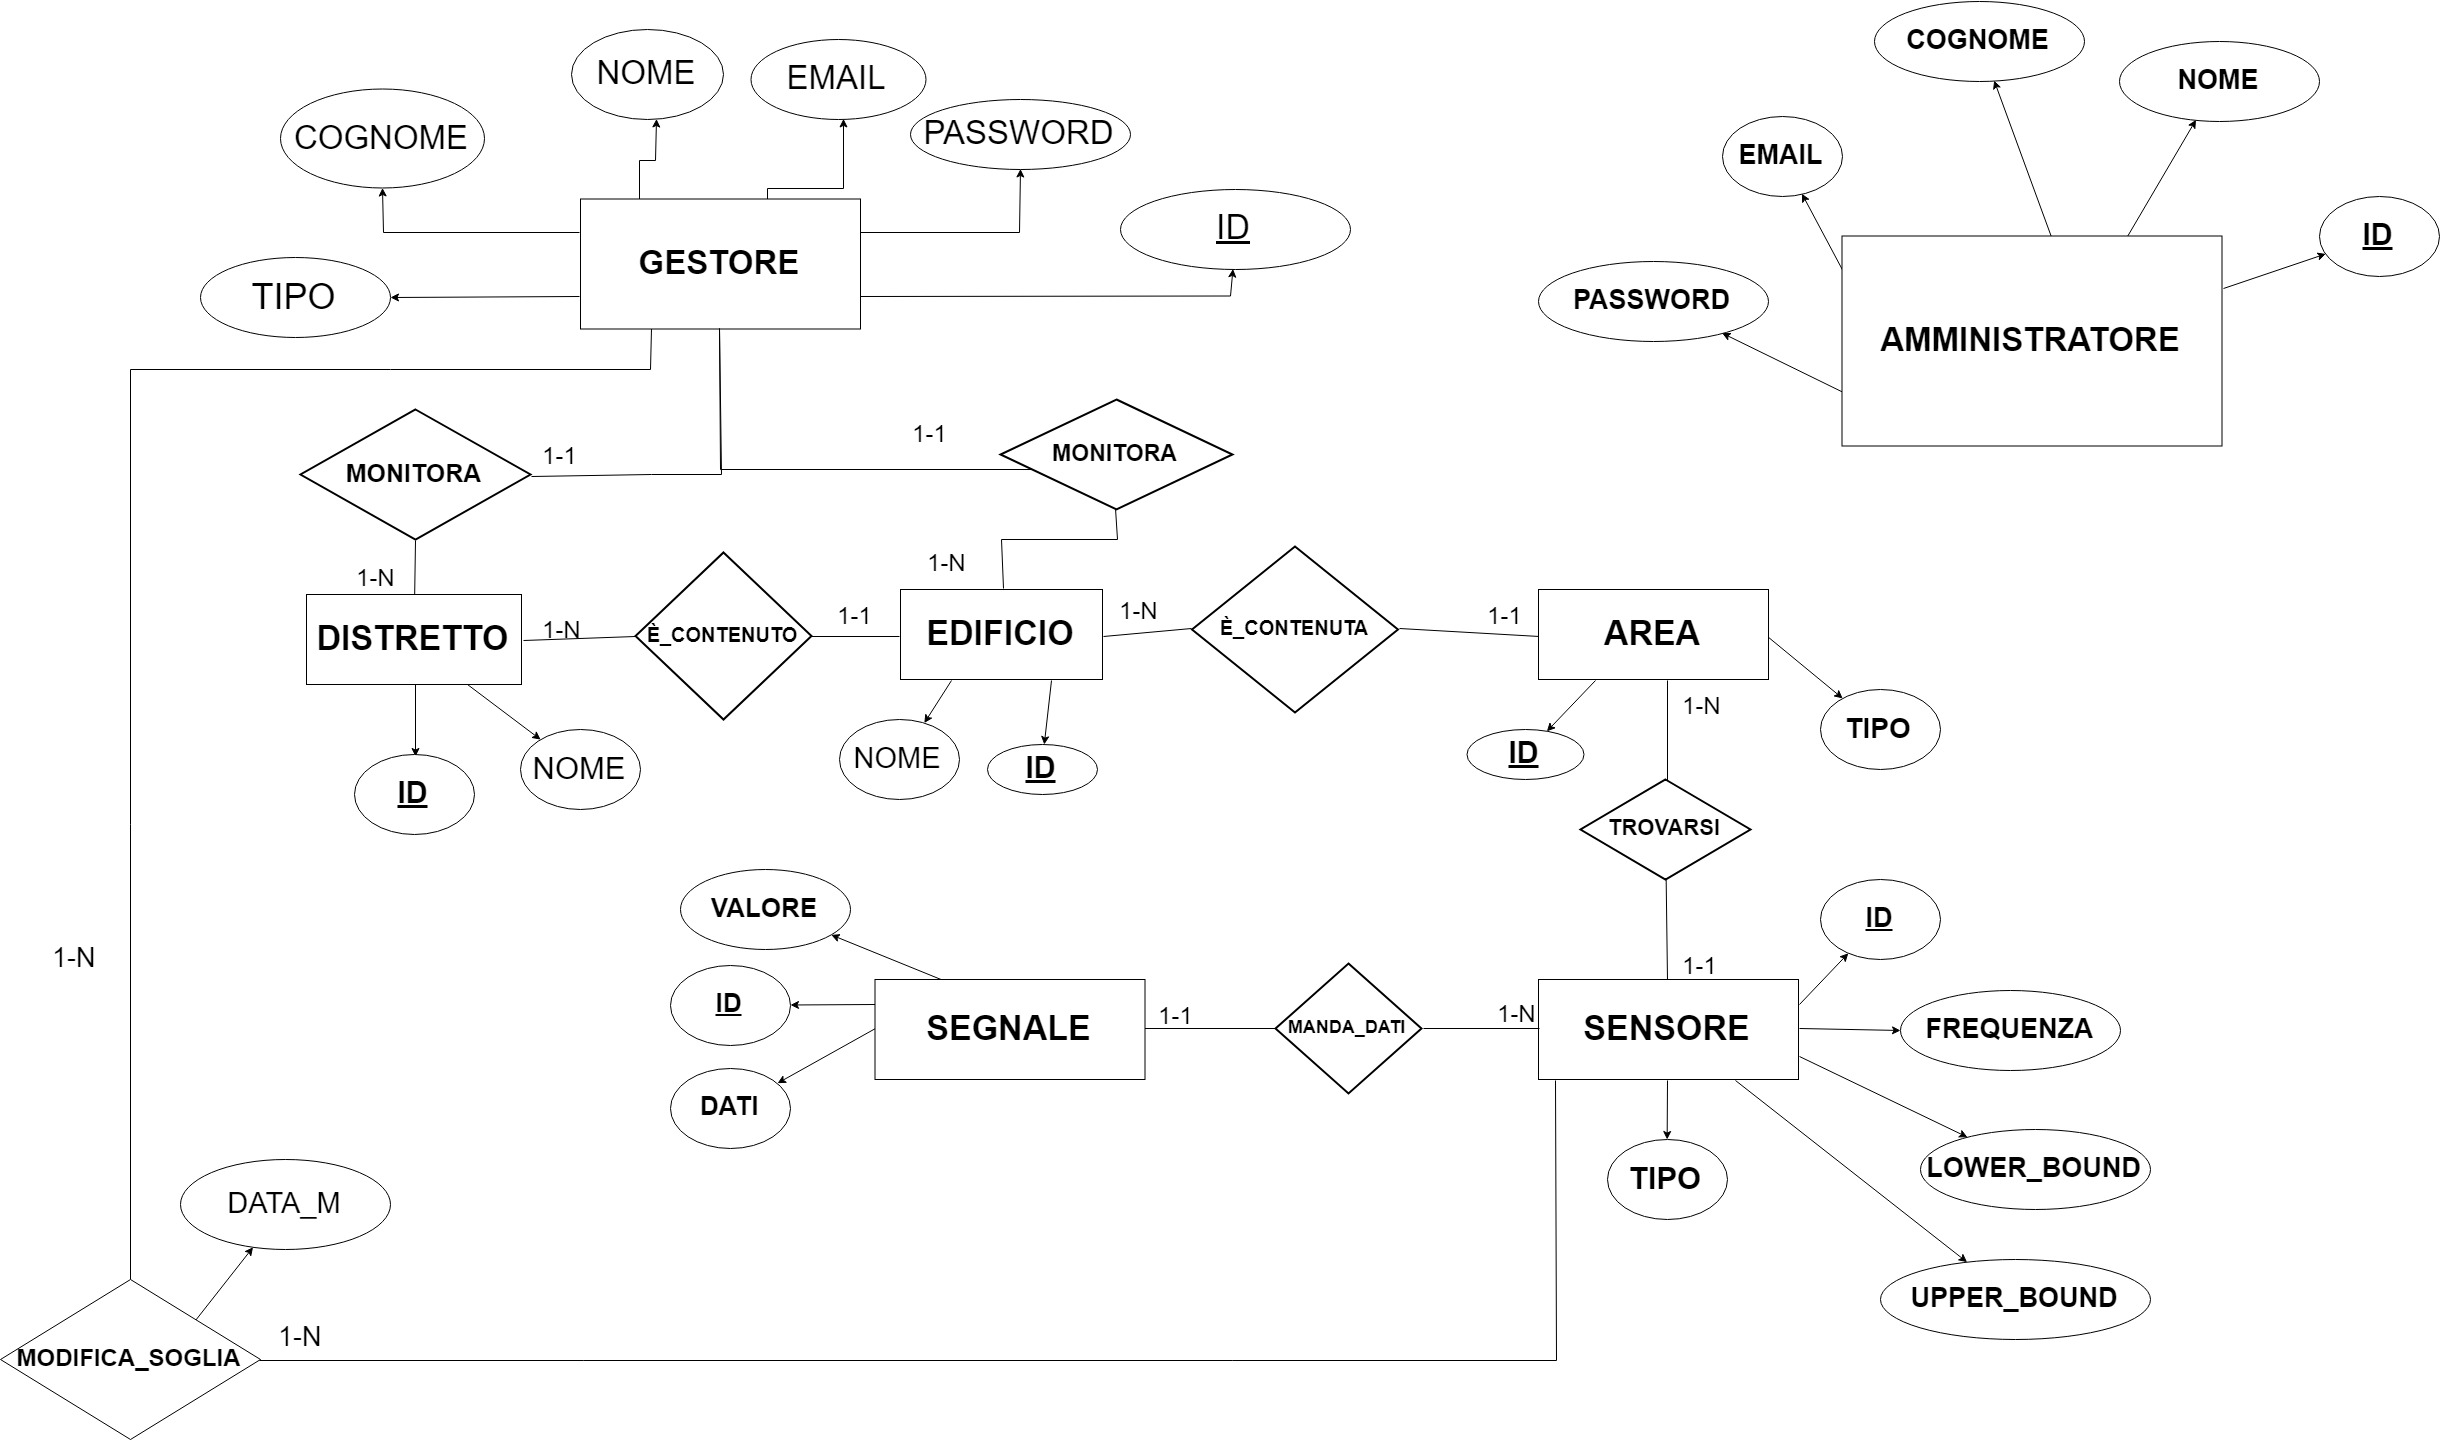 COGNOME
NOME
EMAIL
COGNOME
NOME
PASSWORD
EMAIL
ID
ID
GESTORE
TIPO
PASSWORD
AMMINISTRATORE
MONITORA
1-1
1-1
MONITORA
1-N
1-N
DISTRETTO
1-N
È_CONTENUTO
1-1
EDIFICIO
1-N
È_CONTENUTA
1-1
AREA
1-N
TIPO
ID
NOME
NOME
ID
ID
TROVARSI
VALORE
ID
1-N
1-1
ID
SEGNALE
1-1
MANDA_DATI
1-N
SENSORE
FREQUENZA
DATI
TIPO
LOWER_BOUND
DATA_M
UPPER_BOUND
1-N
MODIFICA_SOGLIA